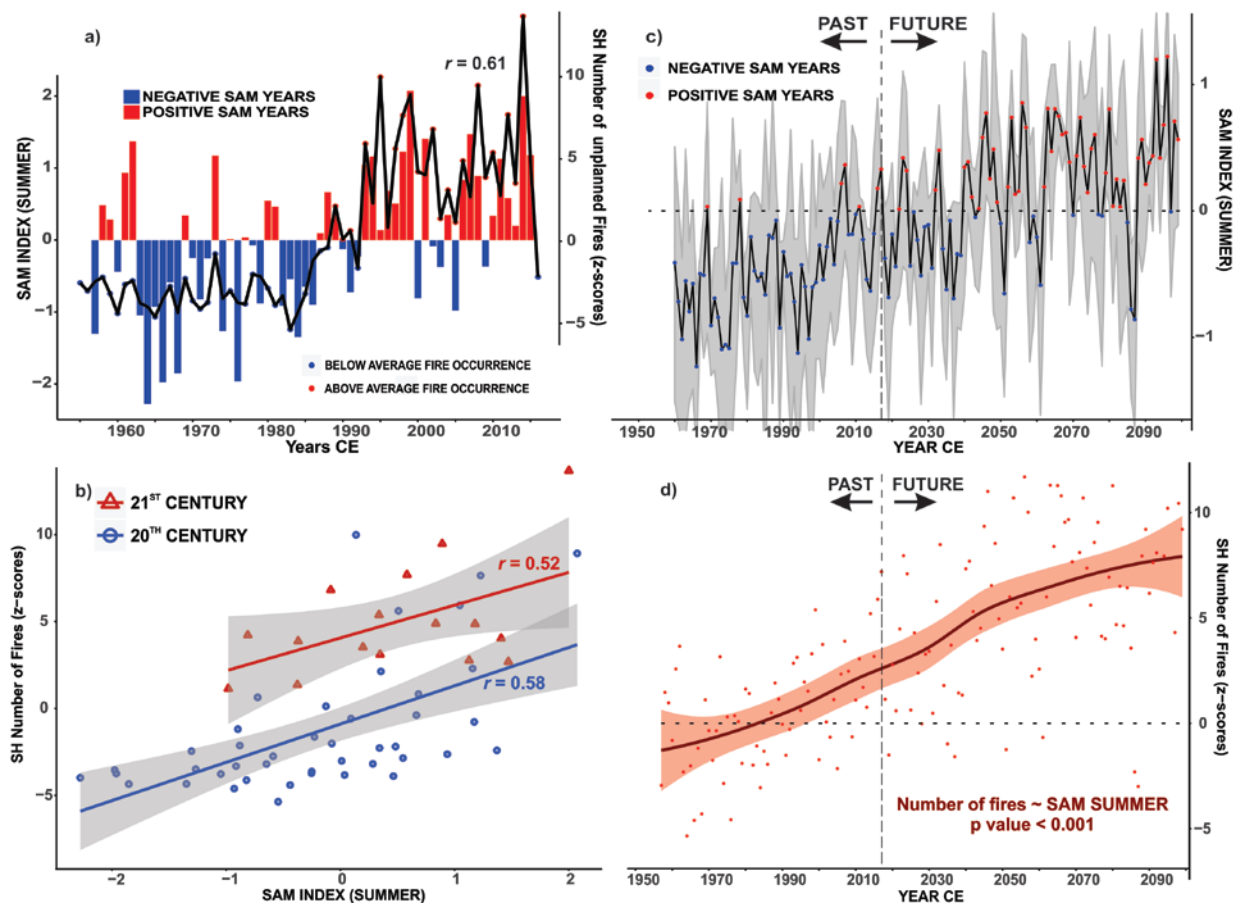 a)
r = 0.61
NEGATIVE SAM YEARS
POSITIVE SAM YEARS
SAM INDEX (SUMMER)
2
1
0
−1
−2
SH Number of unplanned Fires (z-scores)
10
5
0
−5
BELOW AVERAGE FIRE OCCURRENCE
ABOVE AVERAGE FIRE OCCURRENCE
1960 1970 1980 1990 2000 2010
Years CE
c)
PAST FUTURE
NEGATIVE SAM YEARS
POSITIVE SAM YEARS
SAM INDEX (SUMMER)
1
0
−1
1950 1970 1990 2010 2030 2050 2070 2090
YEAR CE
b)
21ST CENTURY
20TH CENTURY
r = 0.52
r = 0.58
SH Number of Fires (z-scores)
10
5
0
−5
−2 −1 0 1 2
SAM INDEX (SUMMER)
d)
PAST FUTURE
SH Number of Fires (z-scores)
10
5
0
−5
Number of fires ~ SAM SUMMER
p value < 0.001
1950 1970 1990 2010 2030 2050 2070 2090
YEAR CE